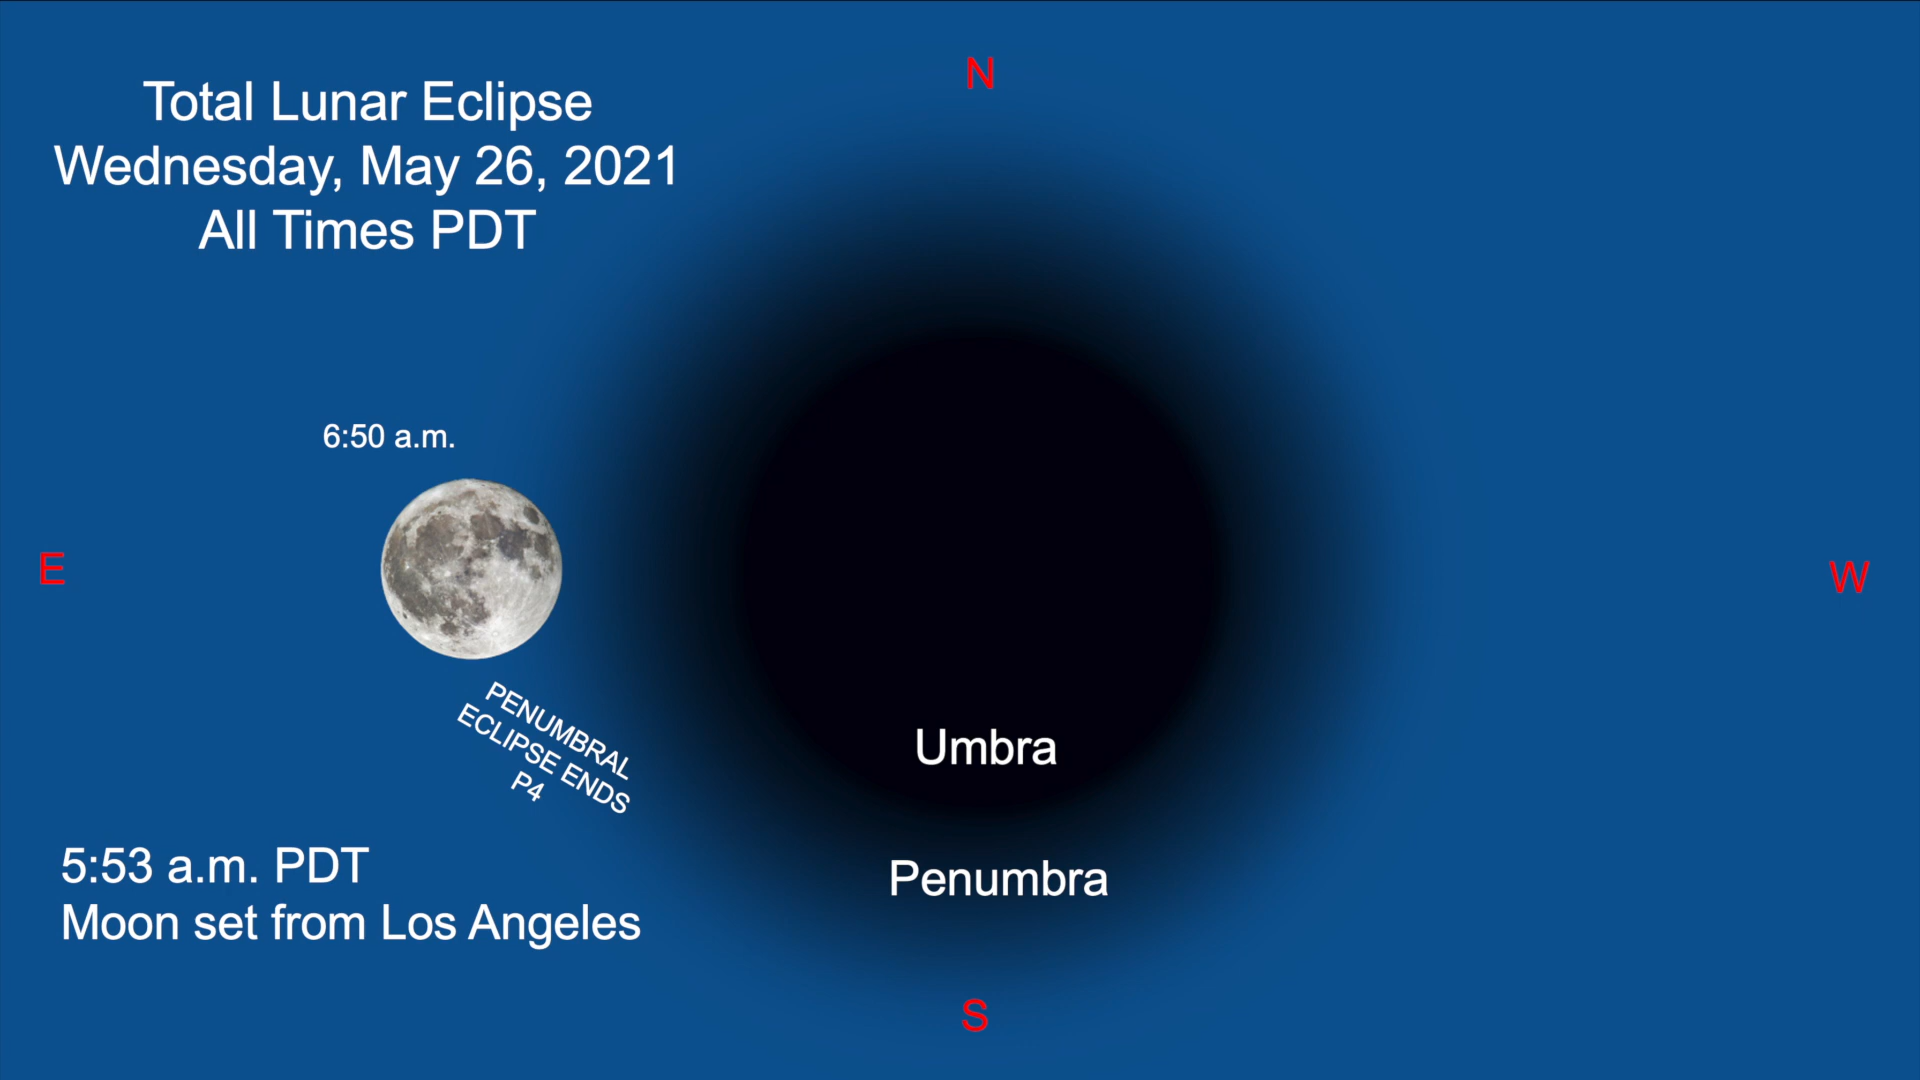 N
Total Lunar Eclipse
Wednesday, May 26, 2021
All Times PDT
6:50 a.m.
E
W
PENUMBRAL
ECLIPSE ENDS
P4
Umbra
Penumbra
5:53 a.m. PDT
Moon set from Los Angeles
S